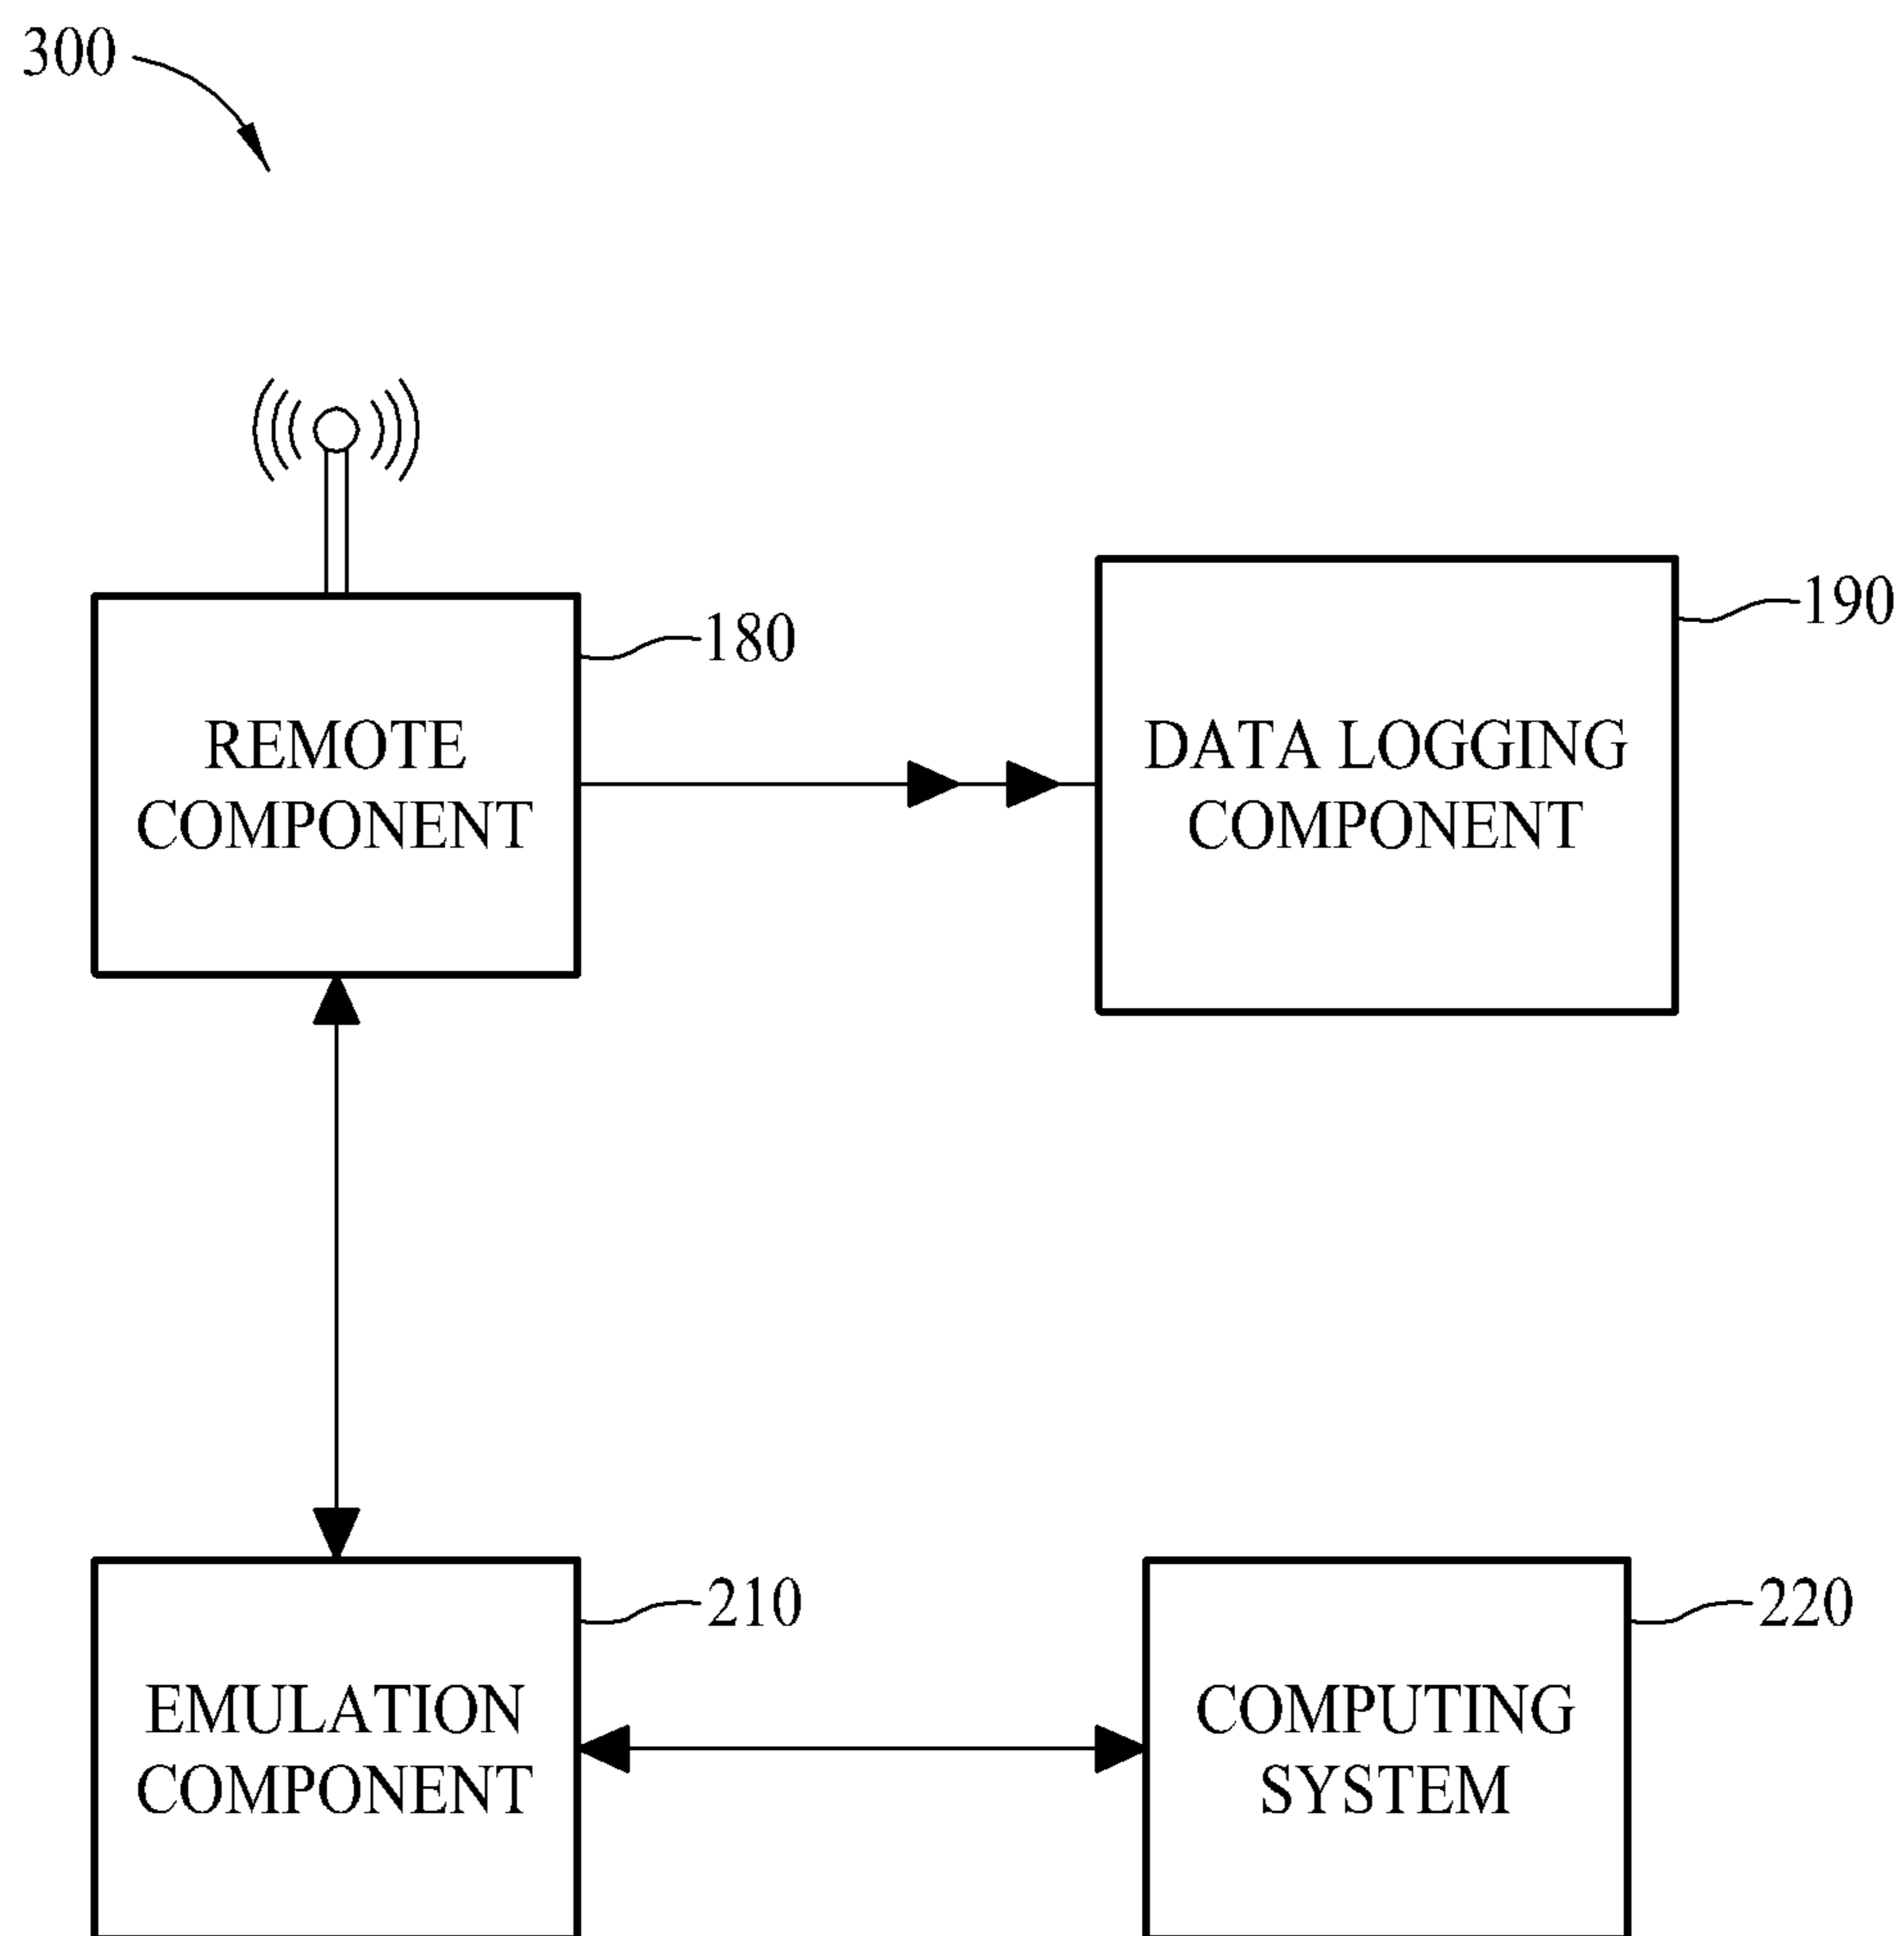 300
180
190
REMOTE
COMPONENT
DATA LOGGING
COMPONENT
210
220
EMULATION
COMPONENT
COMPUTING
SYSTEM